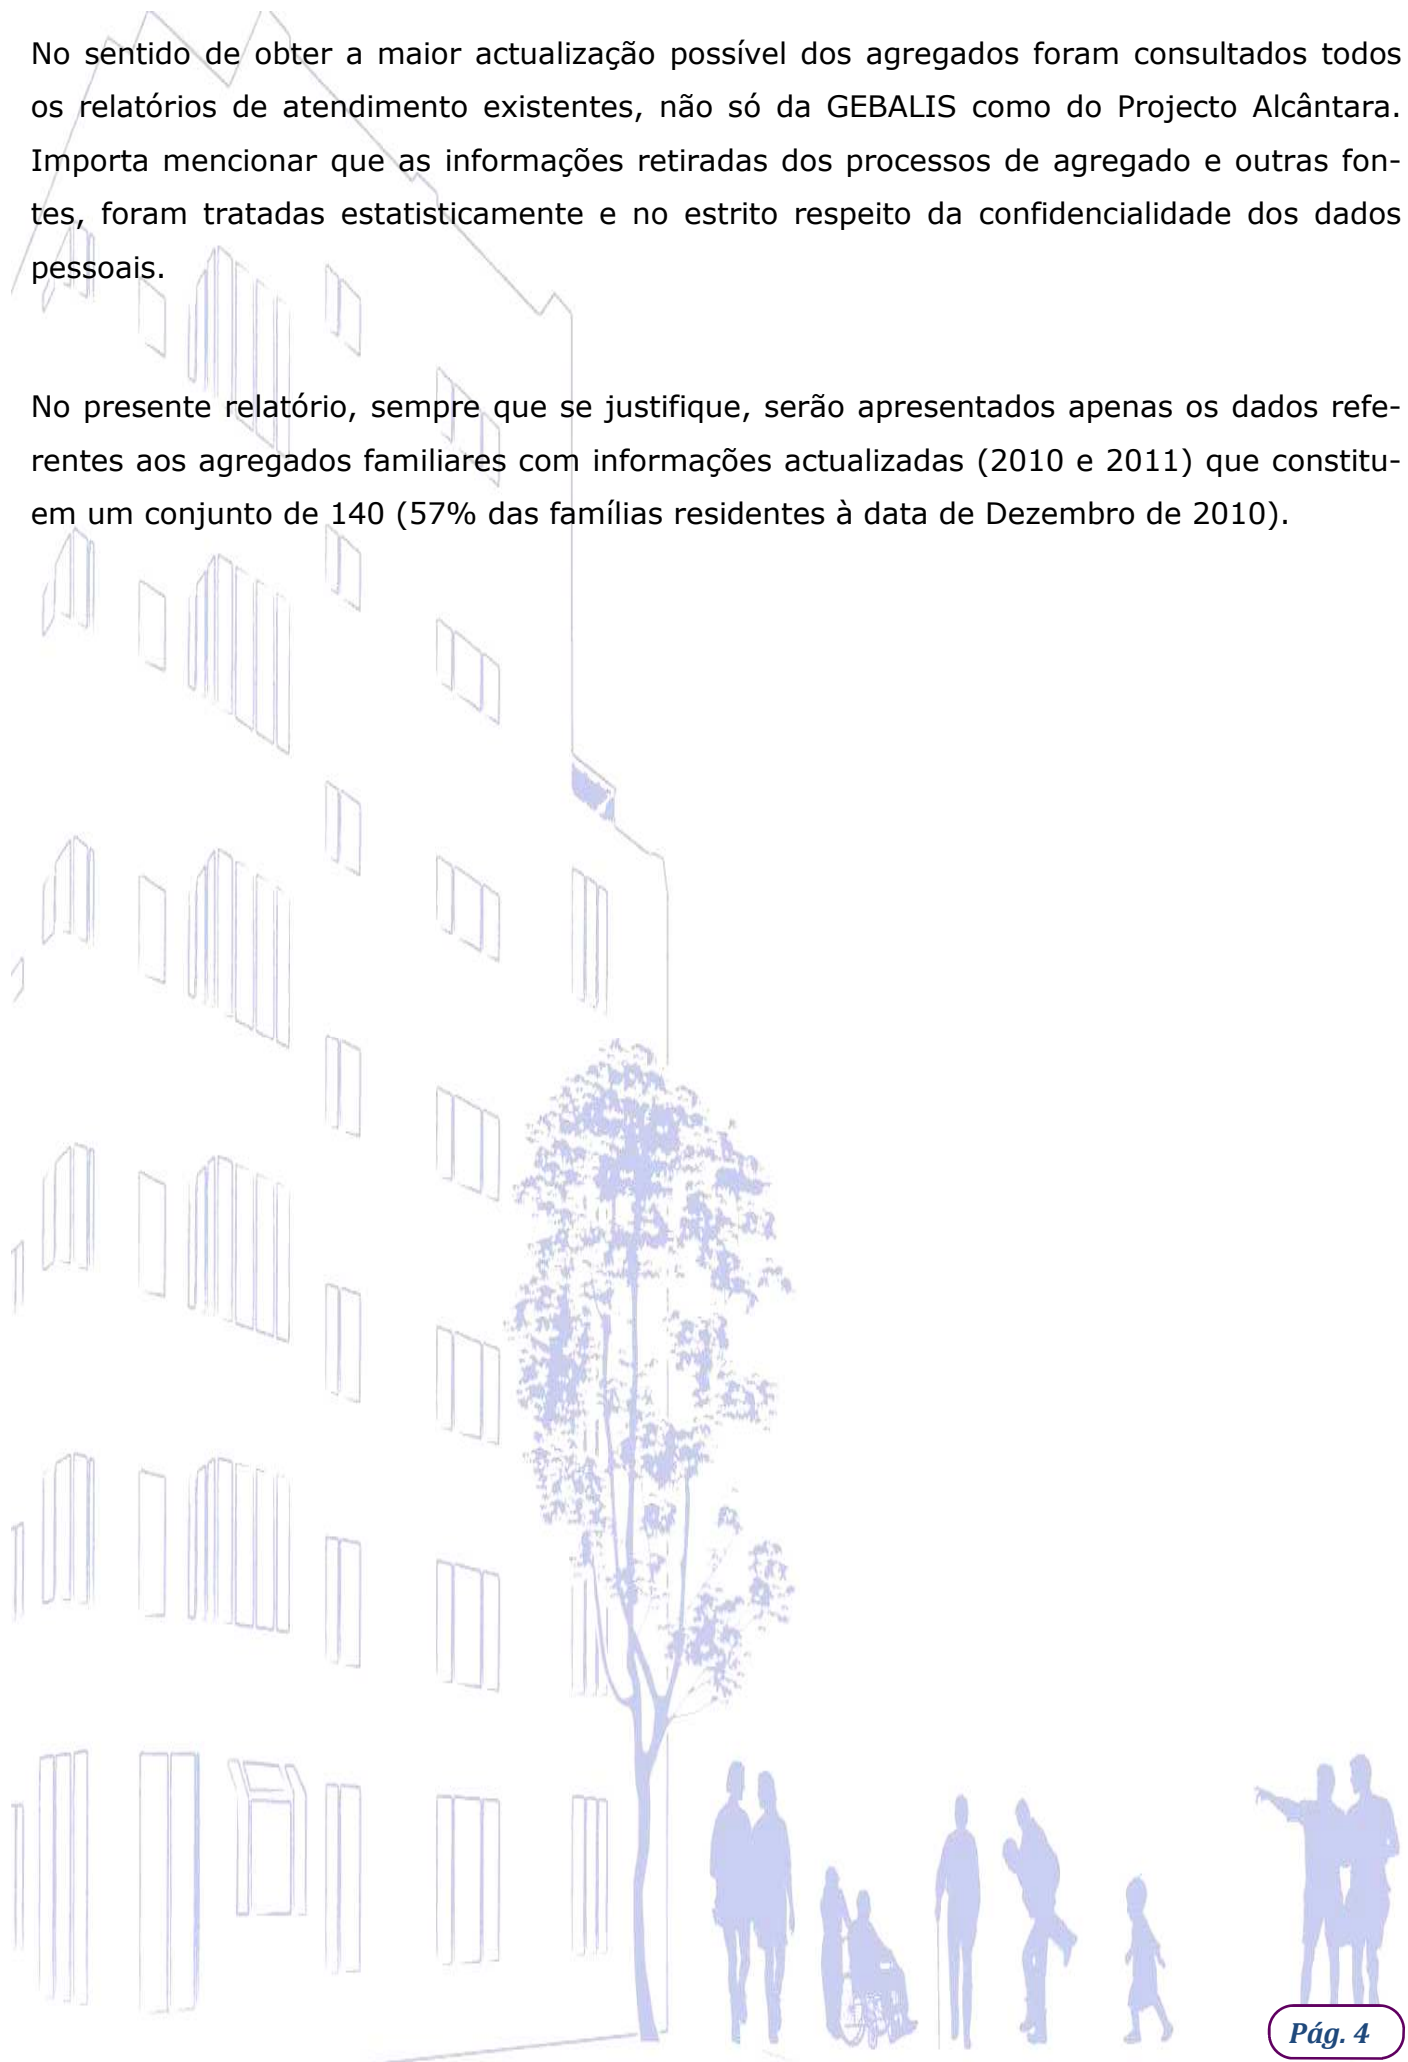 No sentido de obter a maior actualização possível dos agregados foram consultados todos
os relatórios de atendimento existentes, não só da GEBALIS como do Projecto Alcântara.
Importa mencionar que as informações retiradas dos processos de agregado e outras fon-
tes, foram tratadas estatisticamente e no estrito respeito da confidencialidade dos dados
pessoais.
No presente relatório, sempre que se justifique, serão apresentados apenas os dados refe-
rentes aos agregados familiares com informações actualizadas (2010 e 2011) que constitu-
em um conjunto de 140 (57% das famílias residentes à data de Dezembro de 2010).
Pág. 4